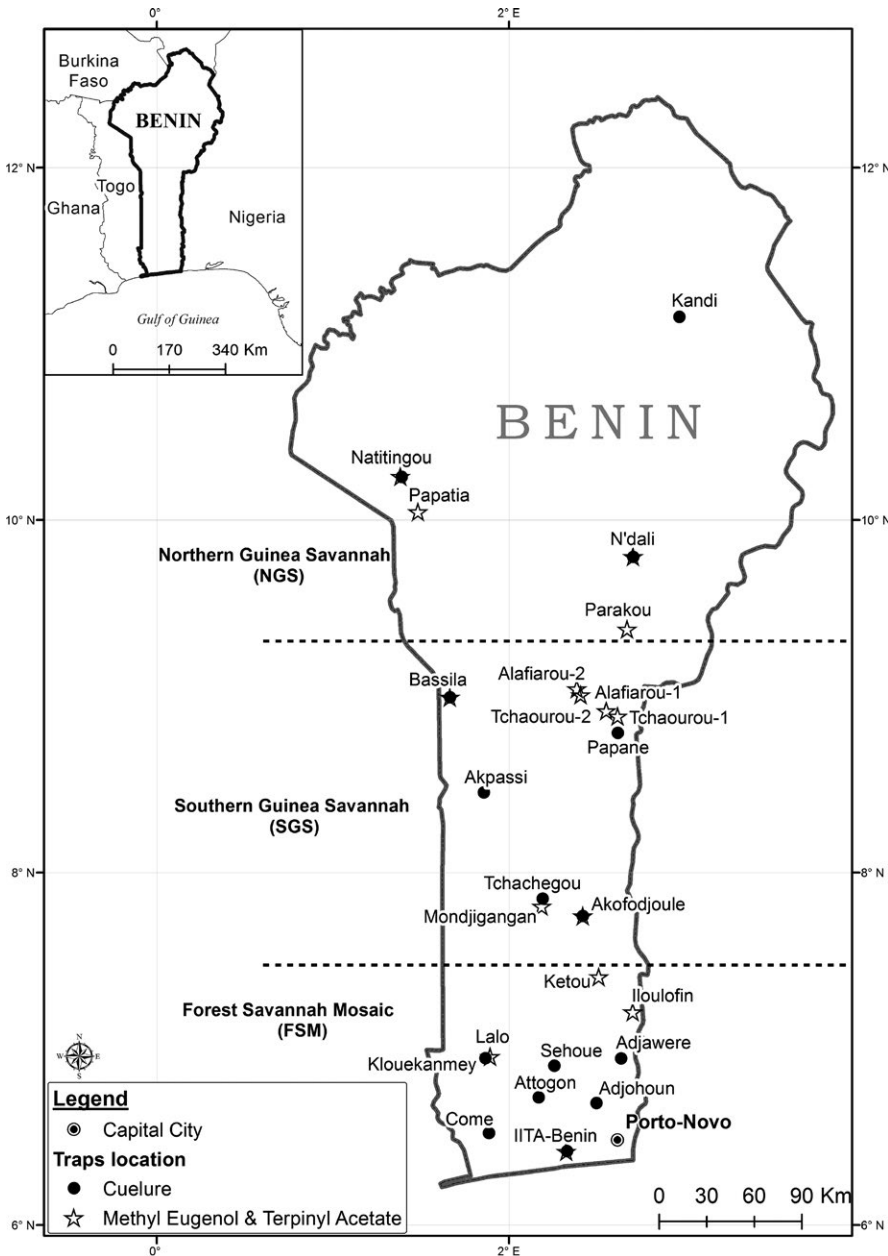 0°
2° E
Burkina
Faso
BENIN
Togo
Ghana
Nigeria
Gulf of Guinea
0 170 340 Km
12° N
12° N
Kandi
BENIN
Natitingou
Papatia
10° N
10° N
N'dali
Northern Guinea Savannah
(NGS)
Parakou
Alafiarou-2
Bassila
Alafiarou-1
Tchaourou-2
Tchaourou-1
Papane
Akpassi
Southern Guinea Savannah
(SGS)
8° N
8° N
Tchachegou
Akofodjoule
Mondjigangan
Ketou
Iloulofin
Forest Savannah Mosaic
(FSM)
Lalo
Klouekanmey
Sehoue
Adjawere
Attogon
Adjohoun
Come
IITA-Benin
Porto-Novo
N
W E
S
Legend
Capital City
Traps location
Cuelure
Methyl Eugenol & Terpinyl Acetate
0 30 60 90 Km
6° N
6° N
0°
2° E